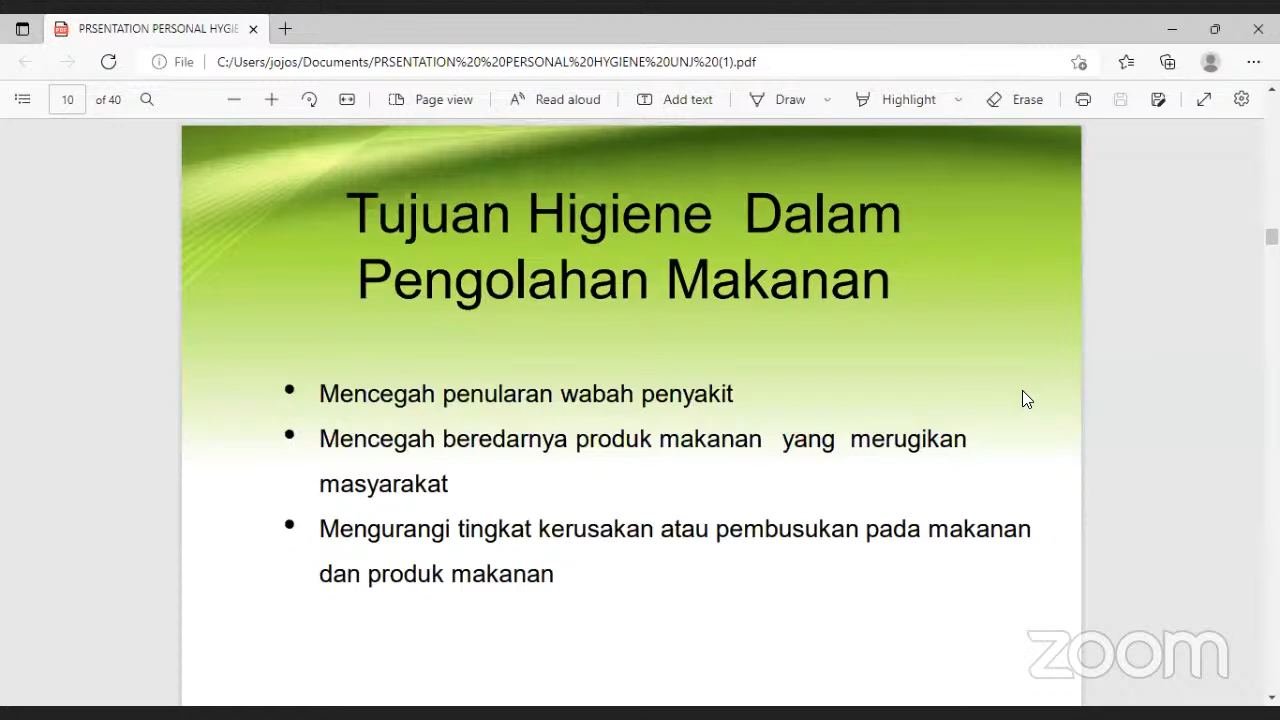 PRSENTATION PERSONAL HYGIE
File C:/Users/jojos/Documents/PRSENTATION%20%20PERSONAL%20HYGIENE%20UNJ%20(1).pdf
10 of 40 Page view Read aloud Add text Draw Highlight Erase
Tujuan Higiene Dalam
Pengolahan Makanan
• Mencegah penularan wabah penyakit
• Mencegah beredarnya produk makanan yang merugikan
masyarakat
• Mengurangi tingkat kerusakan atau pembusukan pada makanan
dan produk makanan
zoom